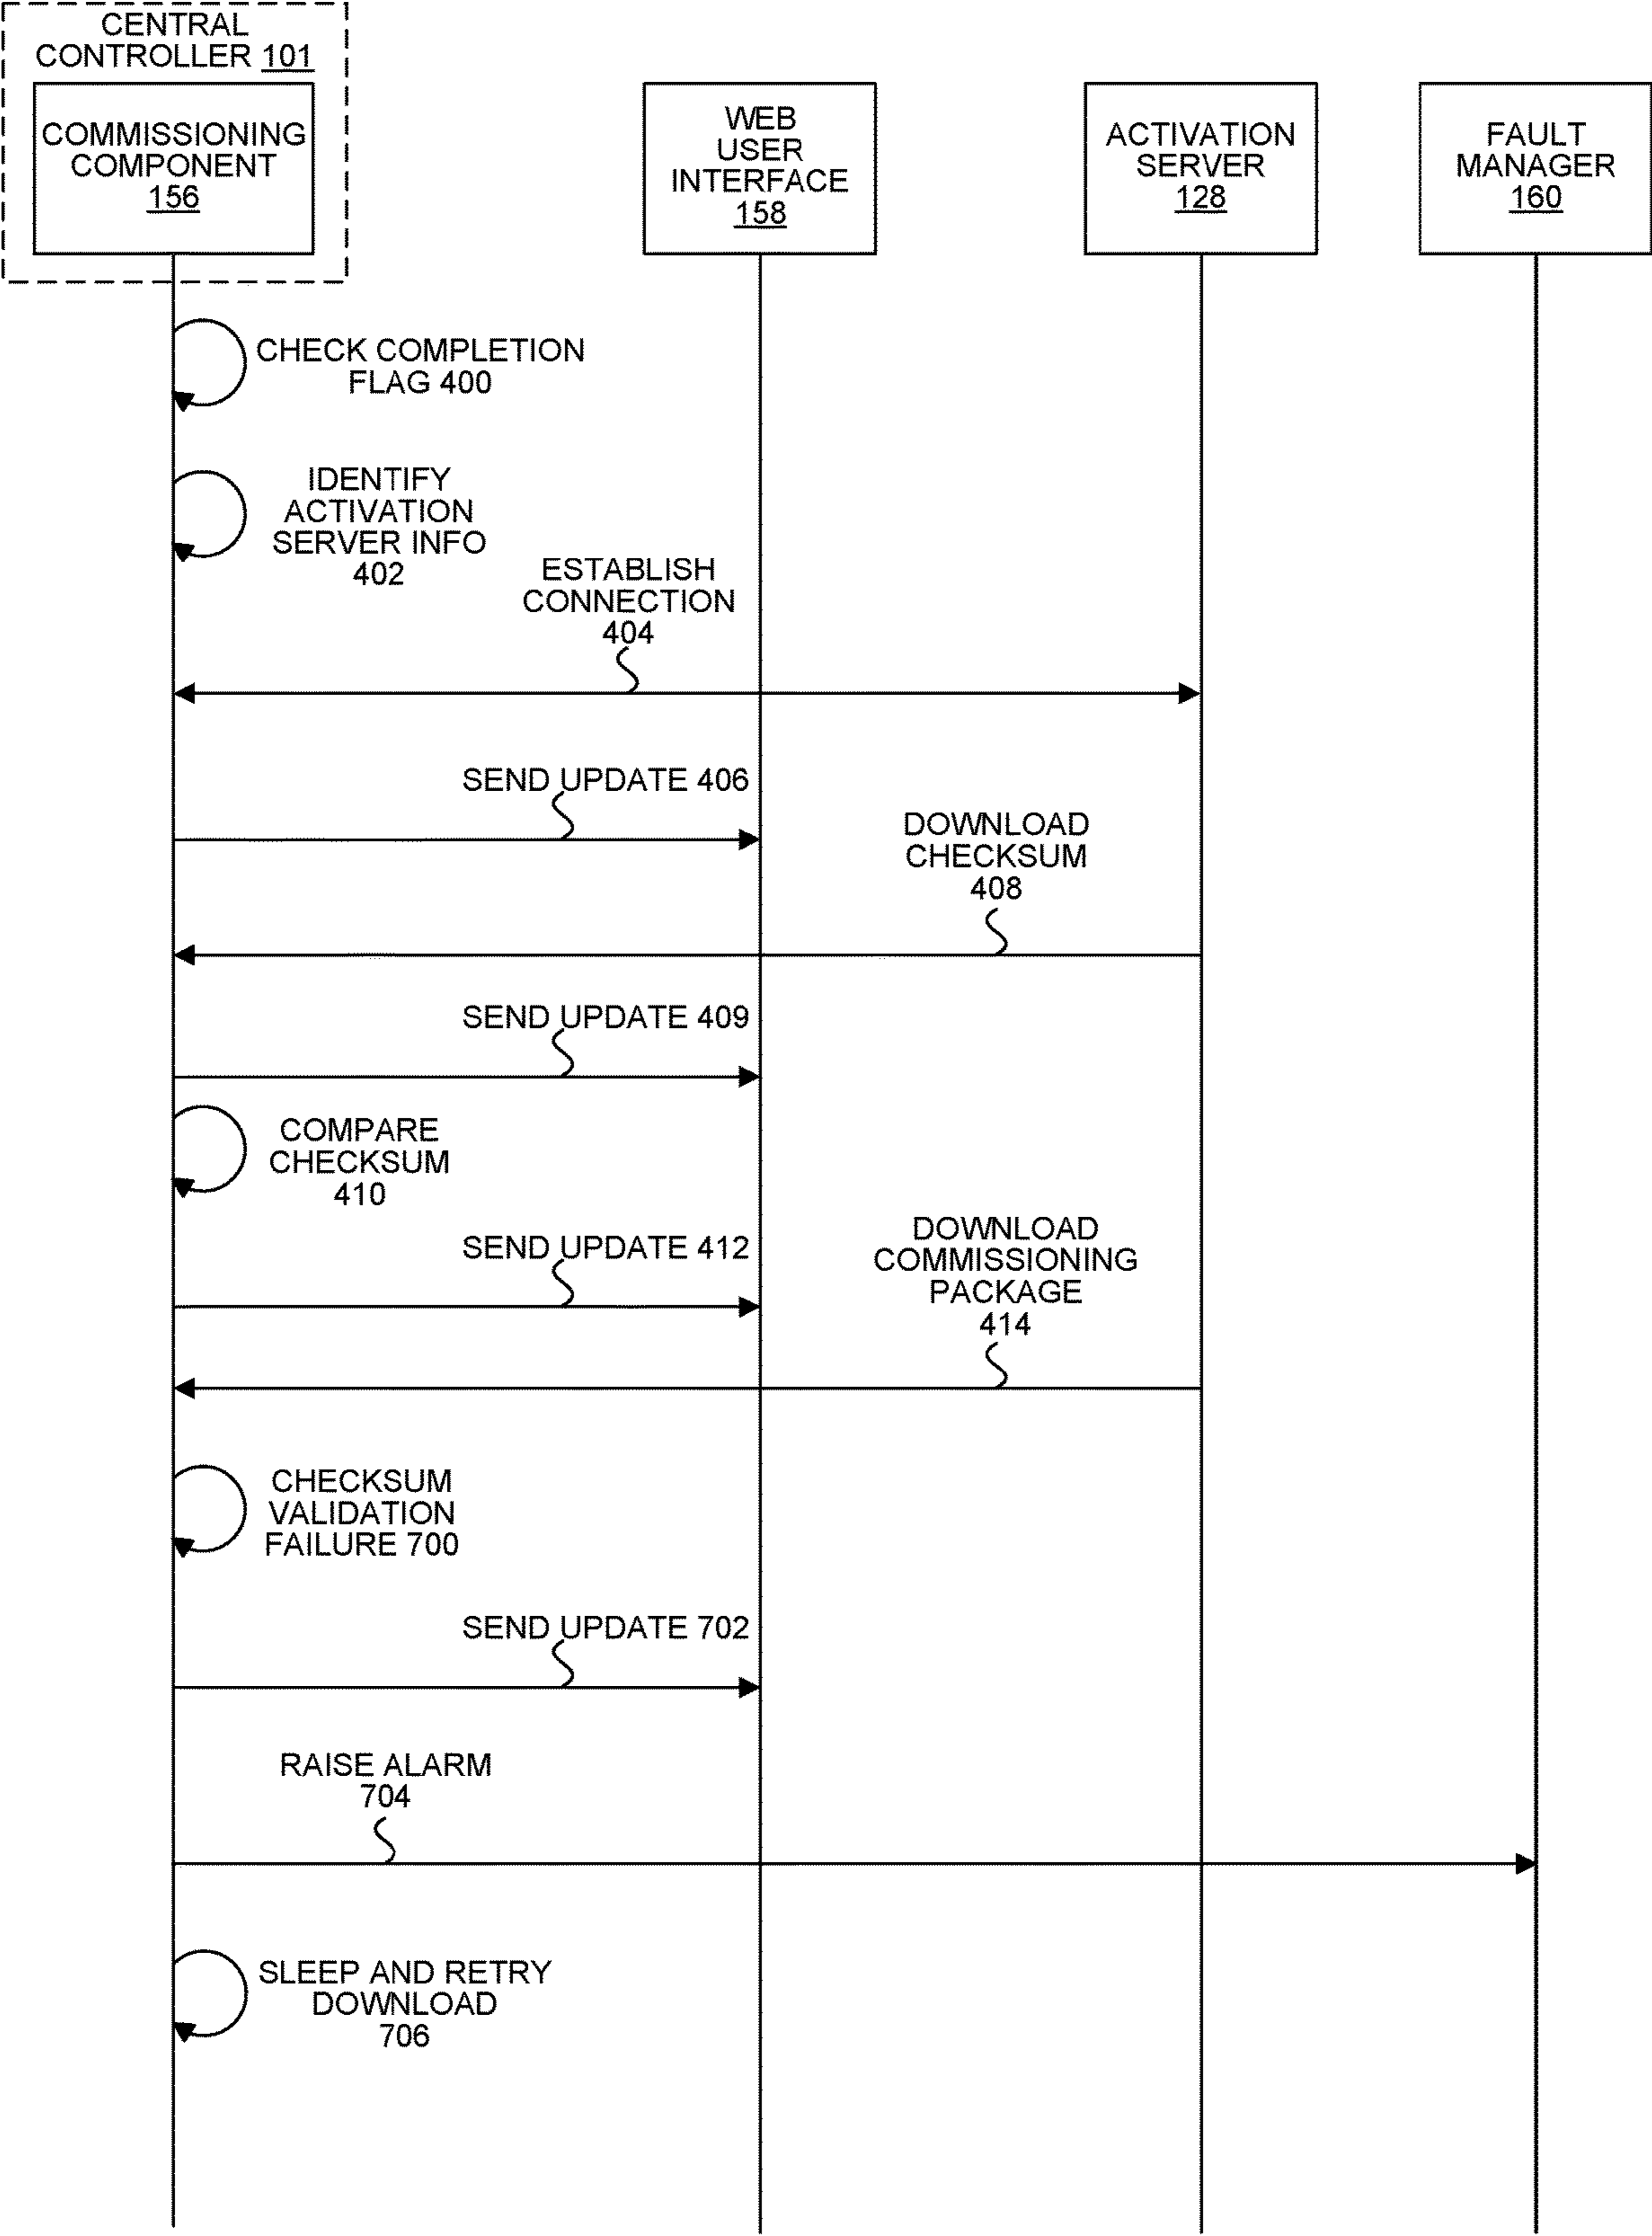 CENTRAL
CONTROLLER 101
COMMISSIONING
COMPONENT
156
WEB
USER
INTERFACE
158
ACTIVATION
SERVER
128
FAULT
MANAGER
160
CHECK COMPLETION
FLAG 400
IDENTIFY
ACTIVATION
SERVER INFO
402
ESTABLISH
CONNECTION
404
SEND UPDATE 406
DOWNLOAD
CHECKSUM
408
SEND UPDATE 409
COMPARE
CHECKSUM
410
SEND UPDATE 412
DOWNLOAD
COMMISSIONING
PACKAGE
414
CHECKSUM
VALIDATION
FAILURE 700
SEND UPDATE 702
RAISE ALARM
704
SLEEP AND RETRY
DOWNLOAD
706